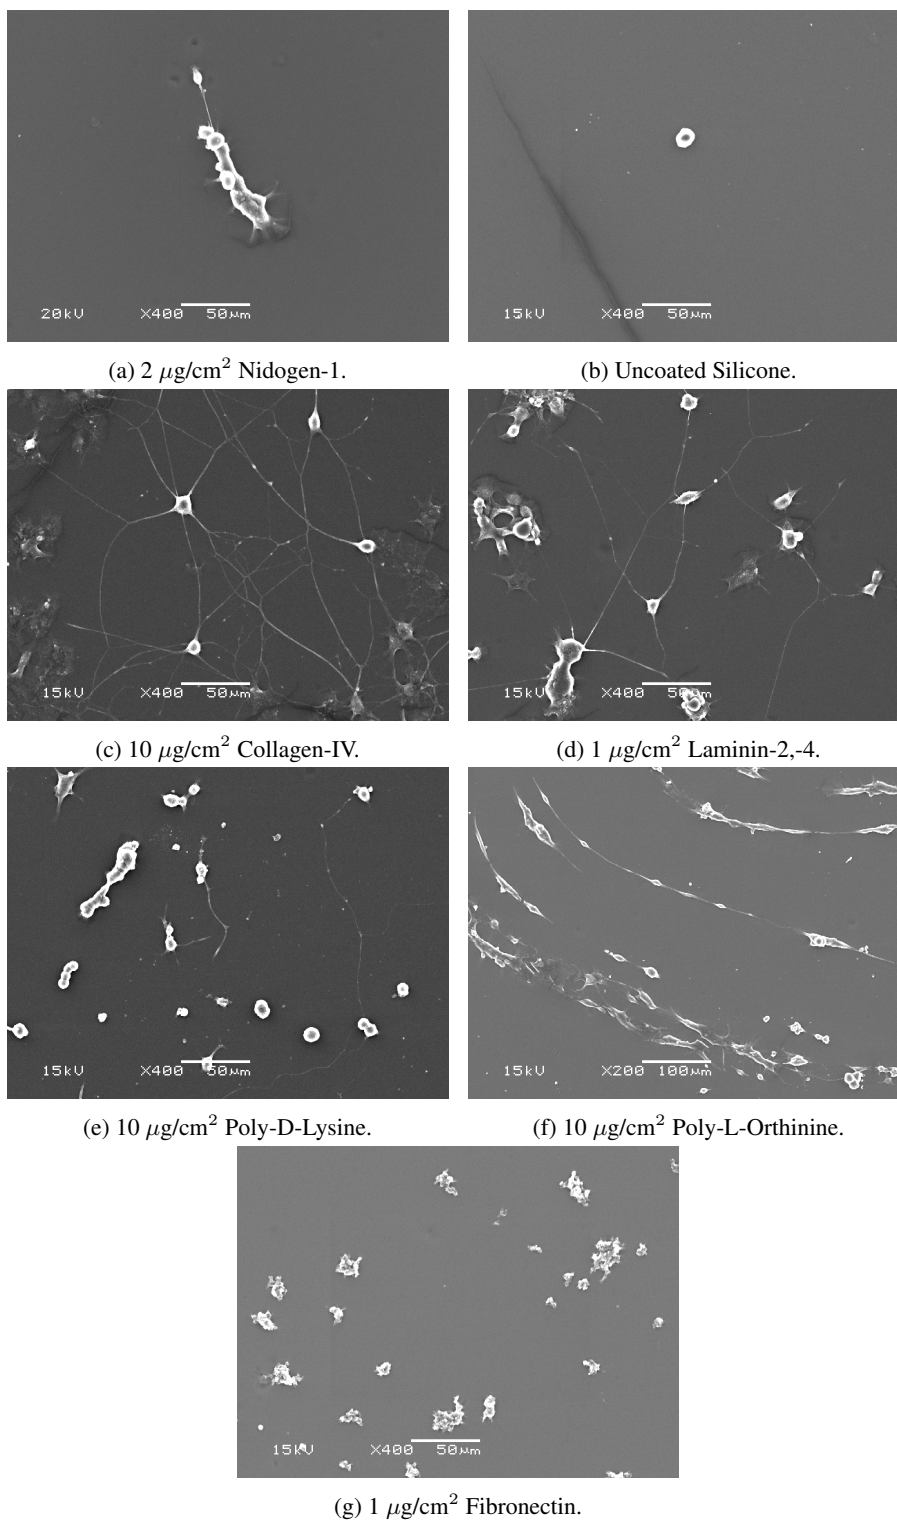 20kV X400 50µm
15kV X400 50µm
(a) 2 µg/cm² Nidogen-1.
(b) Uncoated Silicone.
15kV X400 50µm
15kV X400 50µm
(c) 10 µg/cm² Collagen-IV.
(d) 1 µg/cm² Laminin-2,-4.
15kV X400 50µm
15kV X200 100µm
(e) 10 µg/cm² Poly-D-Lysine.
(f) 10 µg/cm² Poly-L-Orthinine.
15kV X400 50µm
(g) 1 µg/cm² Fibronectin.